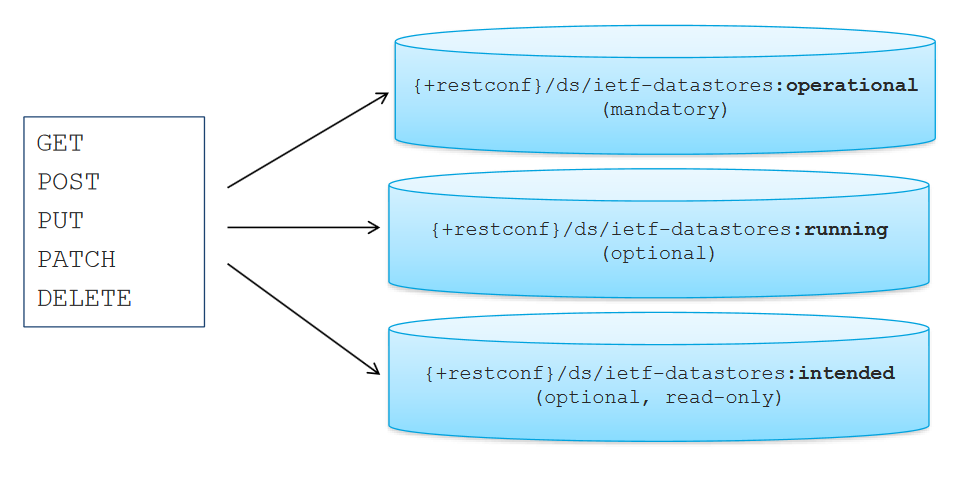 GET
POST
PUT
PATCH
DELETE
{+restconf}/ds/ietf-datastores:operational
(mandatory)
{+restconf}/ds/ietf-datastores:running
(optional)
{+restconf}/ds/ietf-datastores:intended
(optional, read-only)